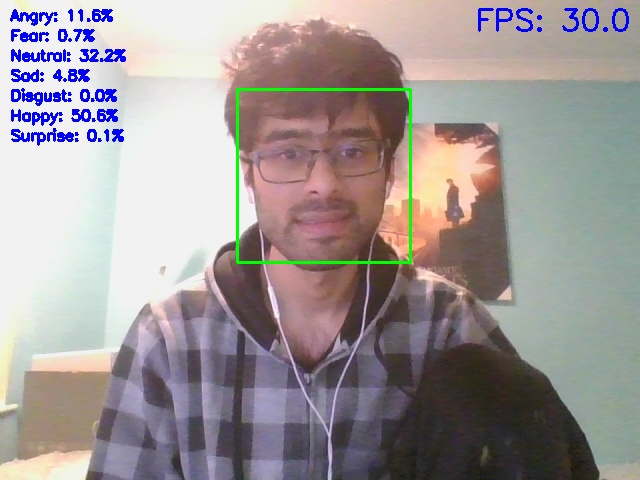 Angry: 11.6%
FPS: 30.0
Fear: 0.7%
Neutral: 32.2%
Sad: 4.8%
Disgust: 0.0%
Happy: 50.6%
Surprise: 0.1%